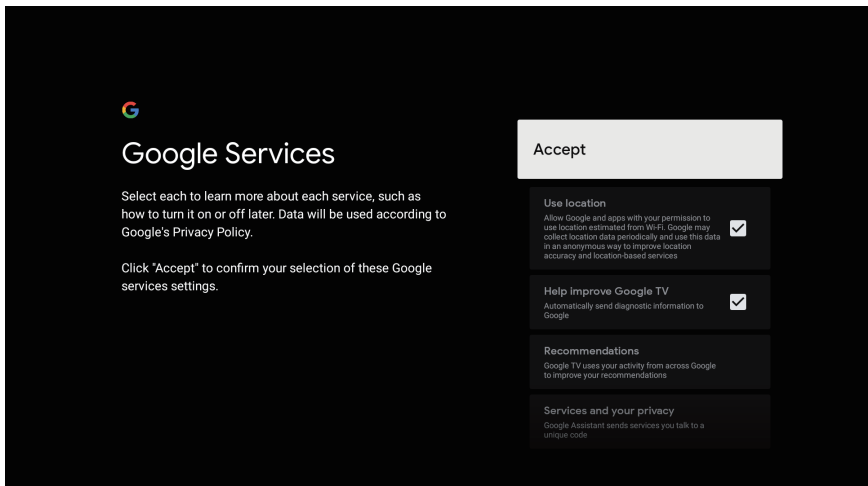 Google Services
Select each to learn more about each service, such as
how to turn it on or off later. Data will be used according to
Google's Privacy Policy.
Click "Accept" to confirm your selection of these Google
services settings.
Accept
Use location
Allow Google and apps with your permission to
use location estimated from Wi-Fi. Google may
collect location data periodically and use this data
in an anonymous way to improve location
accuracy and location-based services
Help improve Google TV
Automatically send diagnostic information to
Google
Recommendations
Google TV uses your activity from across Google
to improve your recommendations
Services and your privacy
Google Assistant sends services you talk to a
unique code